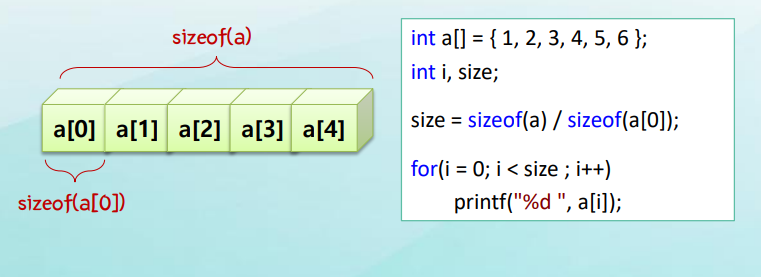 sizeof(a)
a[0] a[1] a[2] a[3] a[4]
sizeof(a[0])
int a[] = { 1, 2, 3, 4, 5, 6 };
int i, size;
size = sizeof(a) / sizeof(a[0]);
for(i = 0; i < size ; i++)
printf("%d ", a[i]);